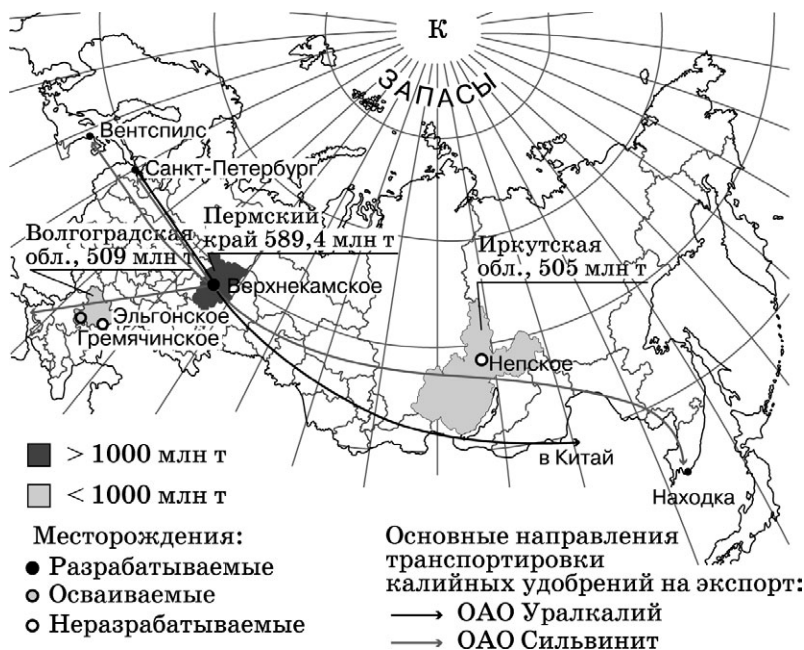 К
ЗАПАСЫ
Вентспилс
Санкт-Петербург
Пермский
край 589,4 млн т
Волгоградская
обл., 509 млн т
Иркутская
обл., 505 млн т
Верхнекамское
Эльгонское
Гремячинское
Непское
в Китай
Находка
> 1000 млн т
< 1000 млн т
Месторождения:
Разрабатываемые
Осваиваемые
Неразрабатываемые
Основные направления
транспортировки
калийных удобрений на экспорт:
ОАО Уралкалий
ОАО Сильвинит